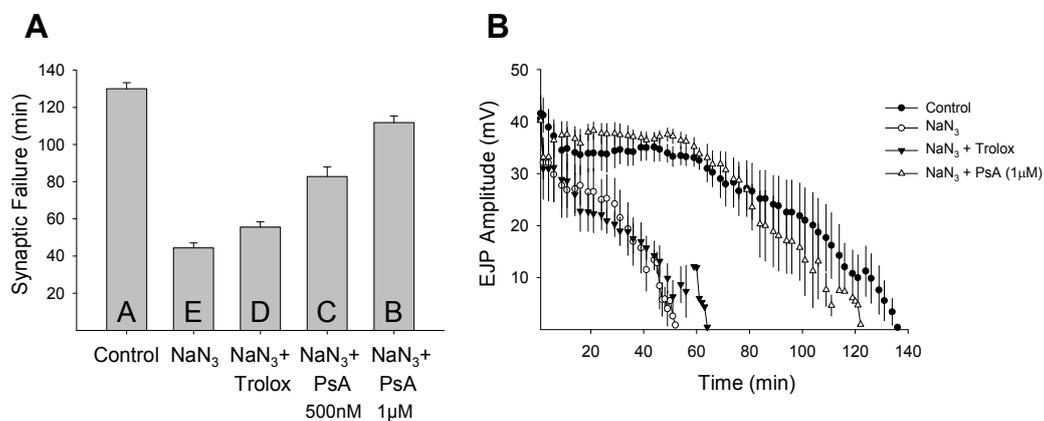 A
B
140
120
100
80
60
40
20
Synaptic Failure (min)
A
E
D
C
B
Control
NaN3
NaN3+
Trolox
NaN3+
PsA
500nM
NaN3+
PsA
1μM
50
40
30
20
10
EJP Amplitude (mV)
20 40 60 80 100 120 140
Time (min)
Control
NaN3
NaN3 + Trolox
NaN3 + PsA (1μM)